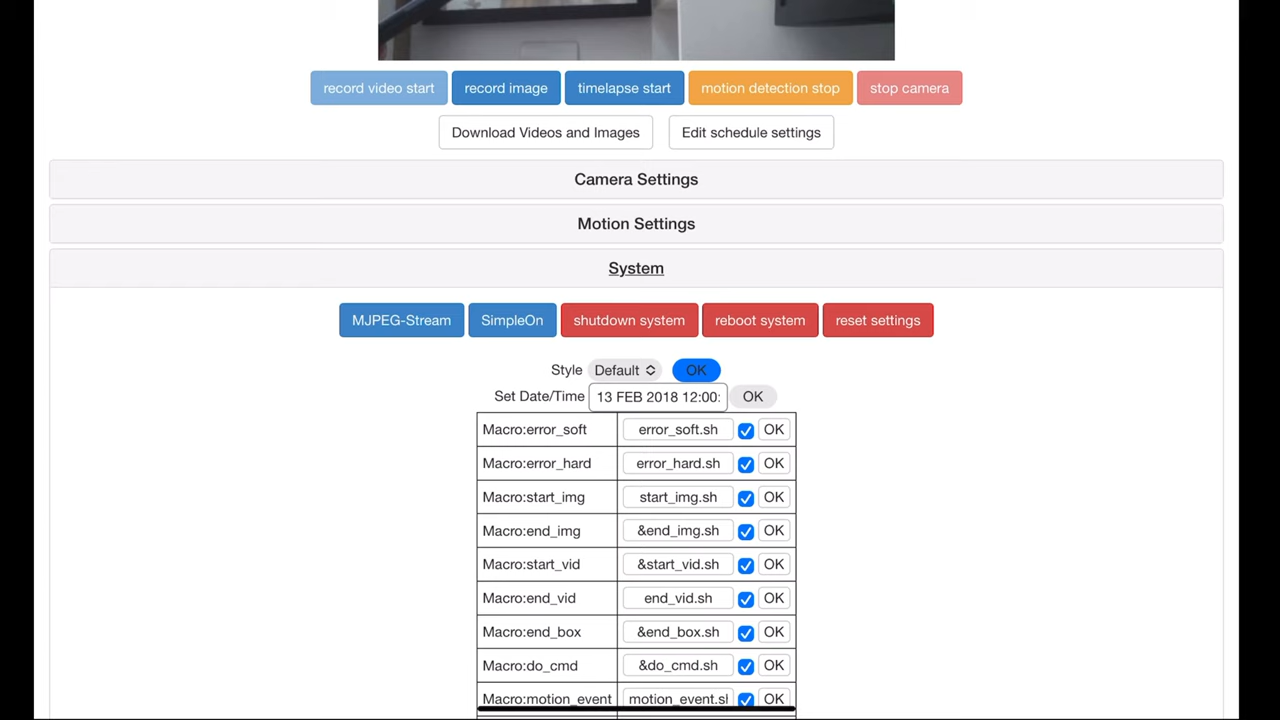 record video start record image timelapse start motion detection stop stop camera
Download Videos and Images Edit schedule settings
Camera Settings
Motion Settings
System
MJPEG-Stream SimpleOn shutdown system reboot system reset settings
Style Default OK
Set Date/Time 13 FEB 2018 12:00: OK
Macro:error_soft error_soft.sh OK
Macro:error_hard error_hard.sh OK
Macro:start_img start_img.sh OK
Macro:end_img &end_img.sh OK
Macro:start_vid &start_vid.sh OK
Macro:end_vid end_vid.sh OK
Macro:end_box &end_box.sh OK
Macro:do_cmd &do_cmd.sh OK
Macro:motion_event motion_event.sl OK